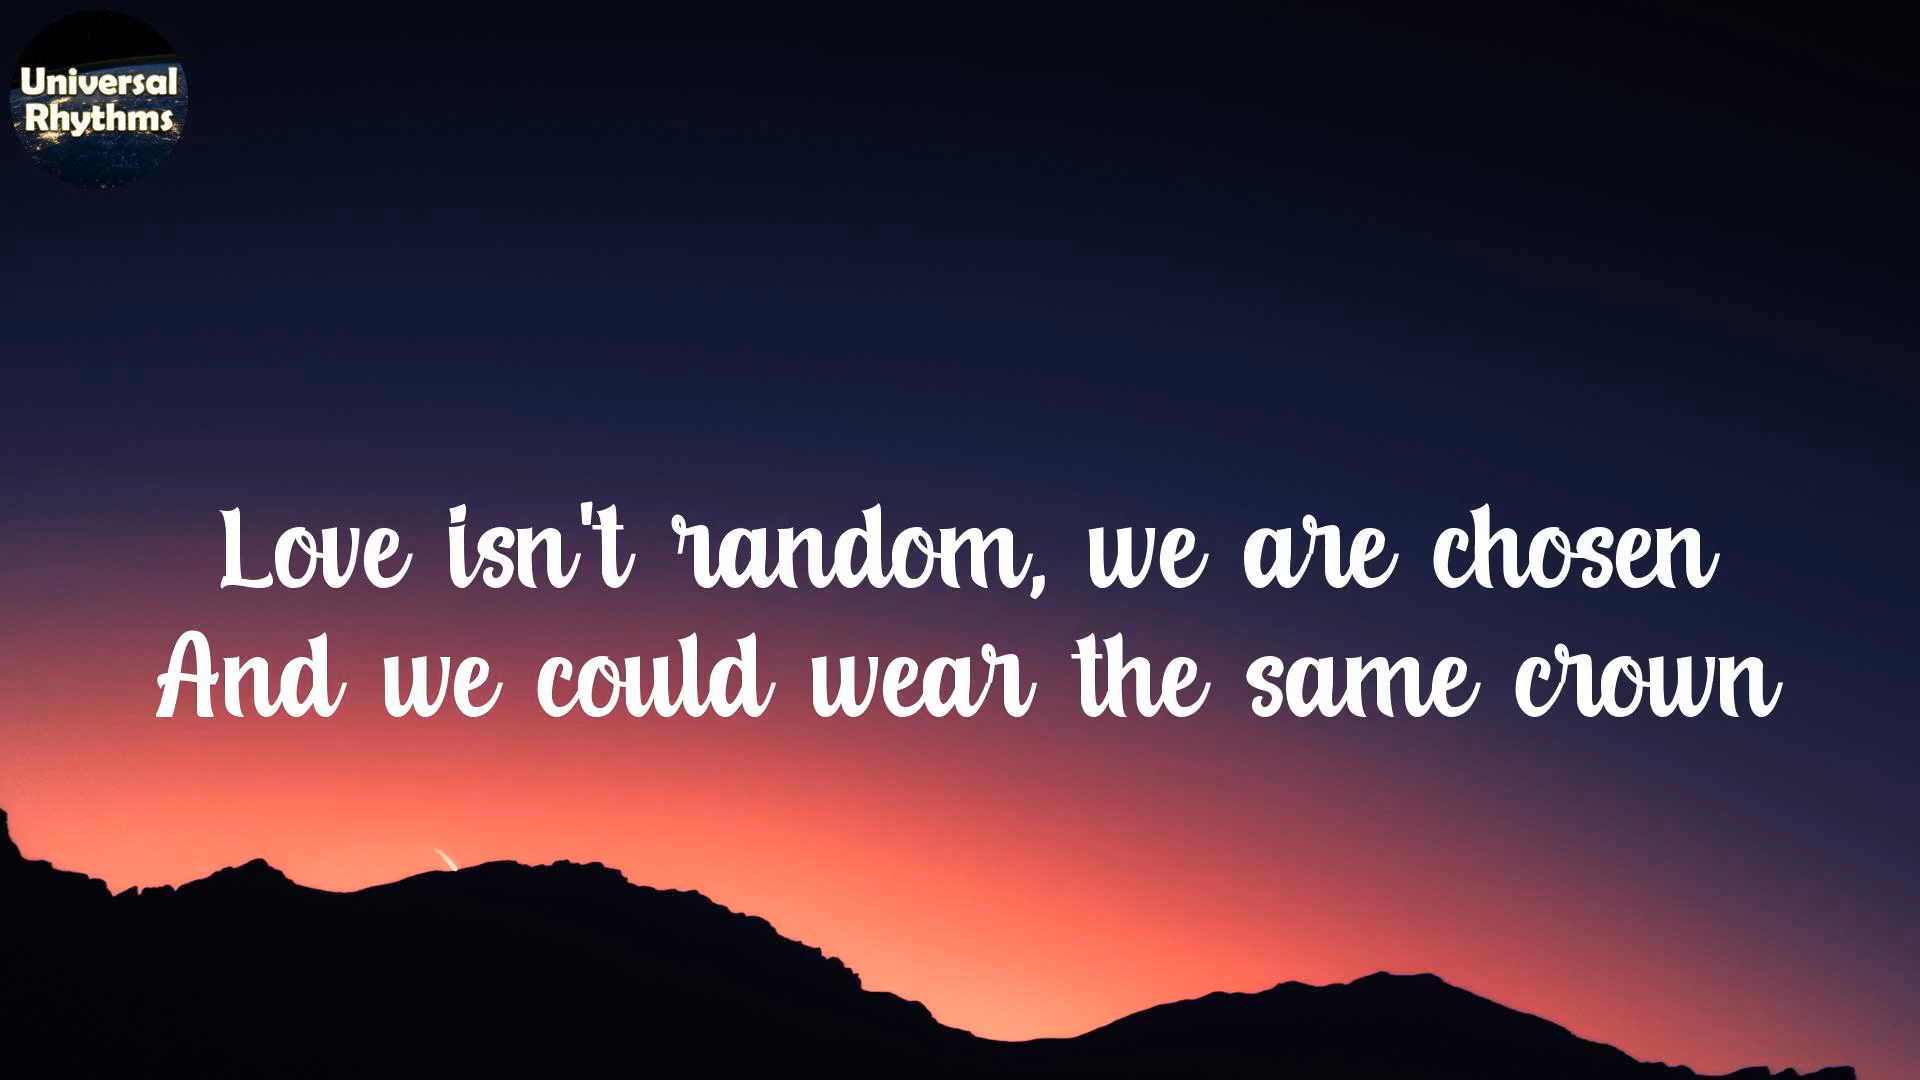 Universal
Rhythms
Love isn't random, we are chosen
And we could wear the same crown